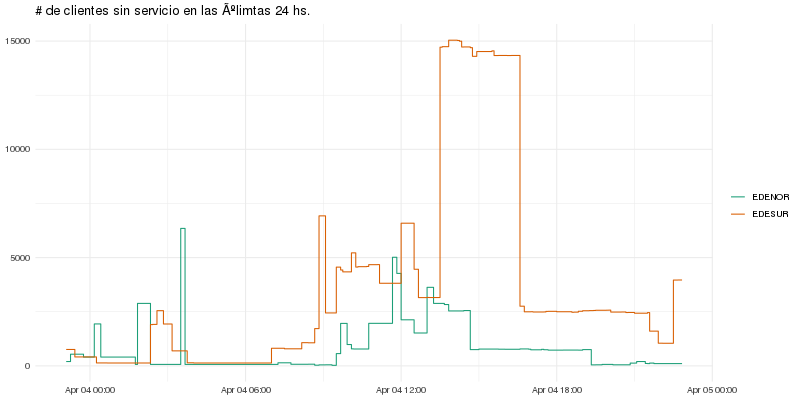 # de clientes sin servicio en las Ãºlimtas 24 hs.
15000
10000
5000
0
Apr 04 00:00
Apr 04 06:00
Apr 04 12:00
Apr 04 18:00
Apr 05 00:00
EDENOR
EDESUR